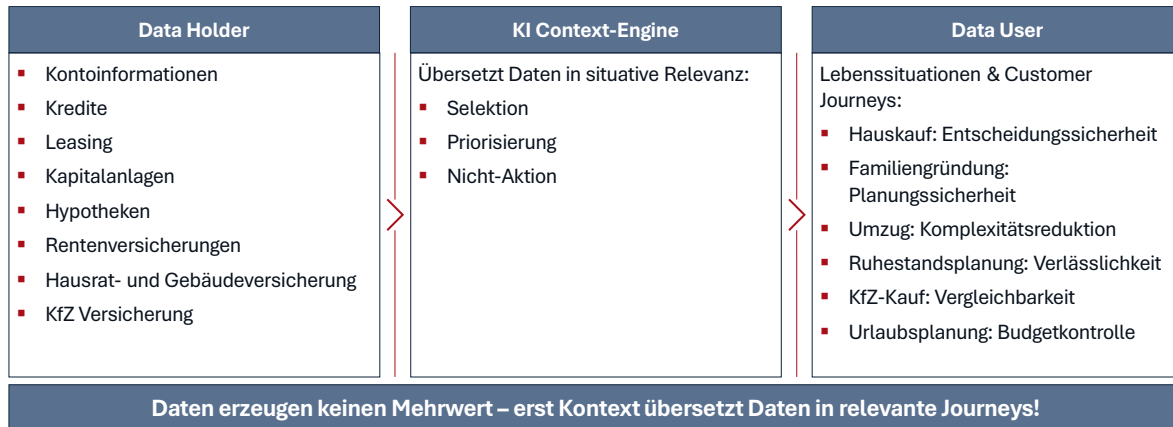 Data Holder
Kontoinformationen
Kredite
Leasing
Kapitalanlagen
Hypotheken
Rentenversicherungen
Hausrat- und Gebäudeversicherung
KfZ Versicherung
KI Context-Engine
Übersetzt Daten in situative Relevanz:
Selektion
Priorisierung
Nicht-Aktion
Data User
Lebenssituationen & Customer
Journeys:
Hauskauf: Entscheidungssicherheit
Familiengründung:
Planungssicherheit
Umzug: Komplexitätsreduktion
Ruhestandsplanung: Verlässlichkeit
KfZ-Kauf: Vergleichbarkeit
Urlaubsplanung: Budgetkontrolle
Daten erzeugen keinen Mehrwert – erst Kontext übersetzt Daten in relevante Journeys!